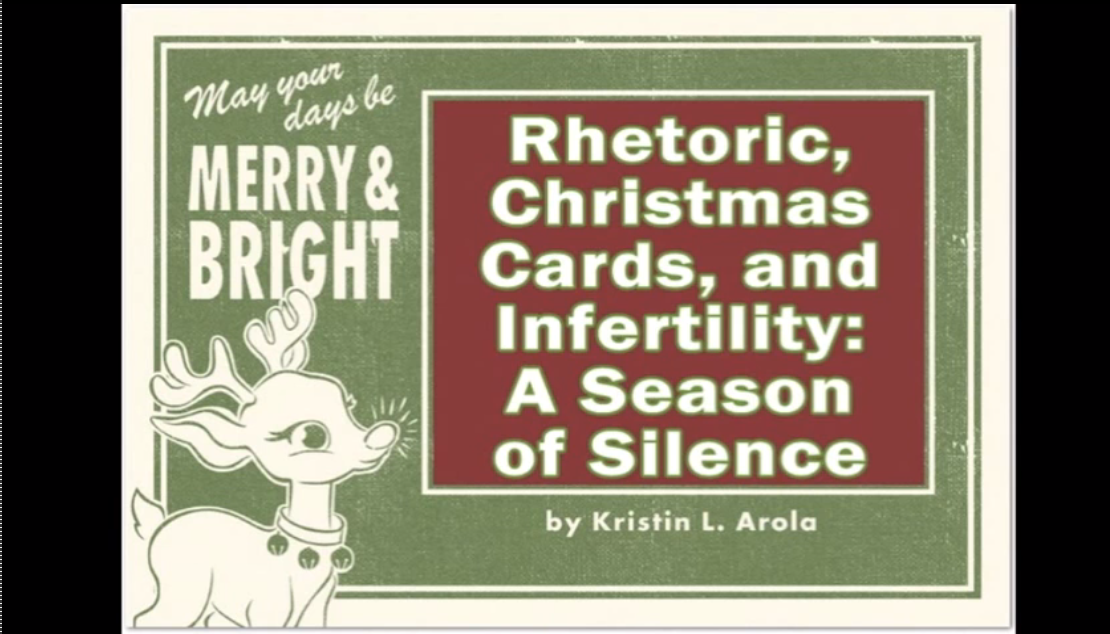 May your
days be
MERRY &
BRIGHT
Rhetoric,
Christmas
Cards, and
Infertility:
A Season
of Silence
by Kristin L. Arola